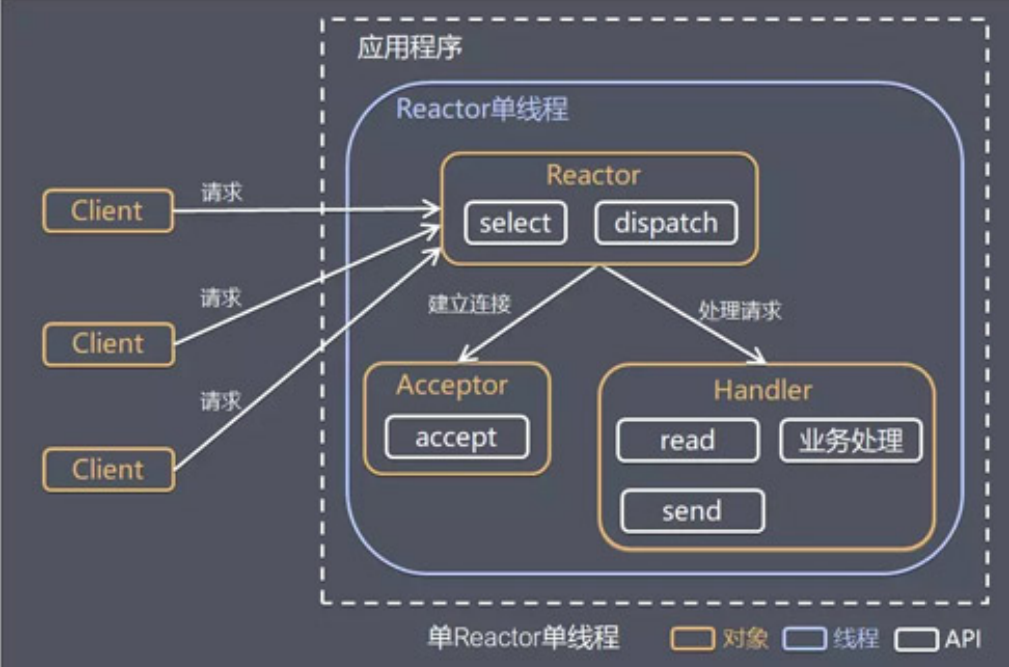 应用程序
Reactor单线程
Reactor
select
dispatch
Client
请求
Client
请求
Client
请求
建立连接
处理请求
Acceptor
accept
Handler
read
业务处理
send
单Reactor单线程
对象
线程
API